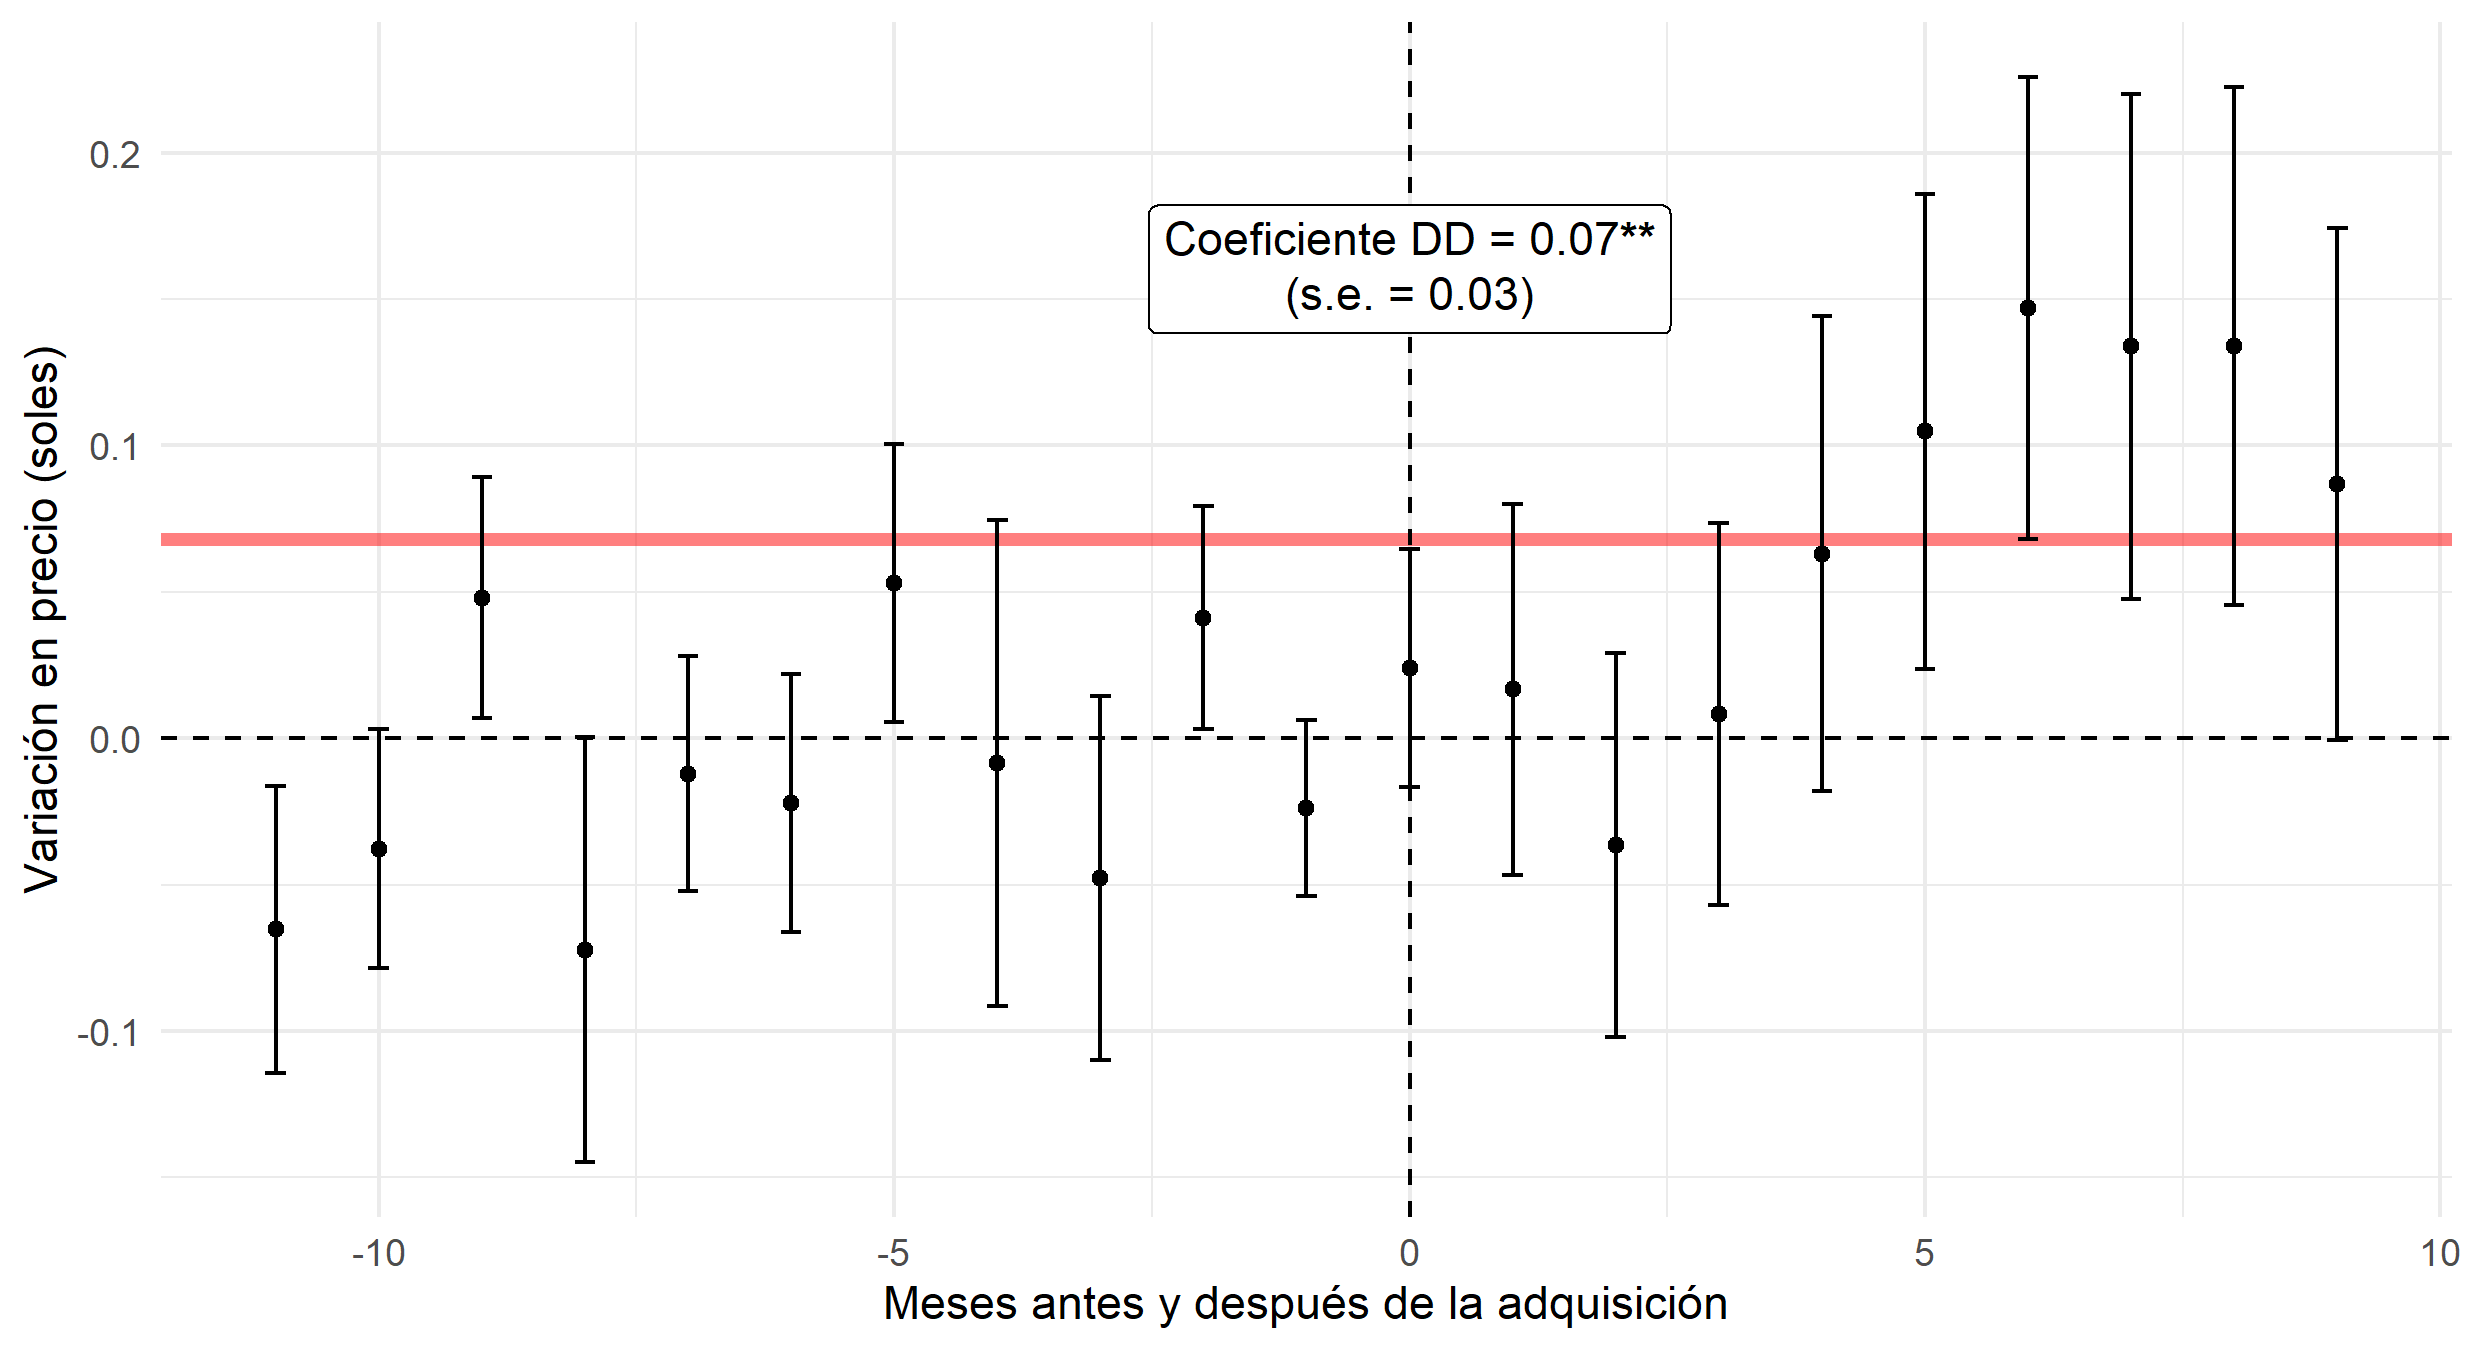 Variación en precio (soles)
0.2
0.1
0.0
-0.1
Coeficiente DD = 0.07**
(s.e. = 0.03)
-10
-5
0
5
10
Meses antes y después de la adquisición